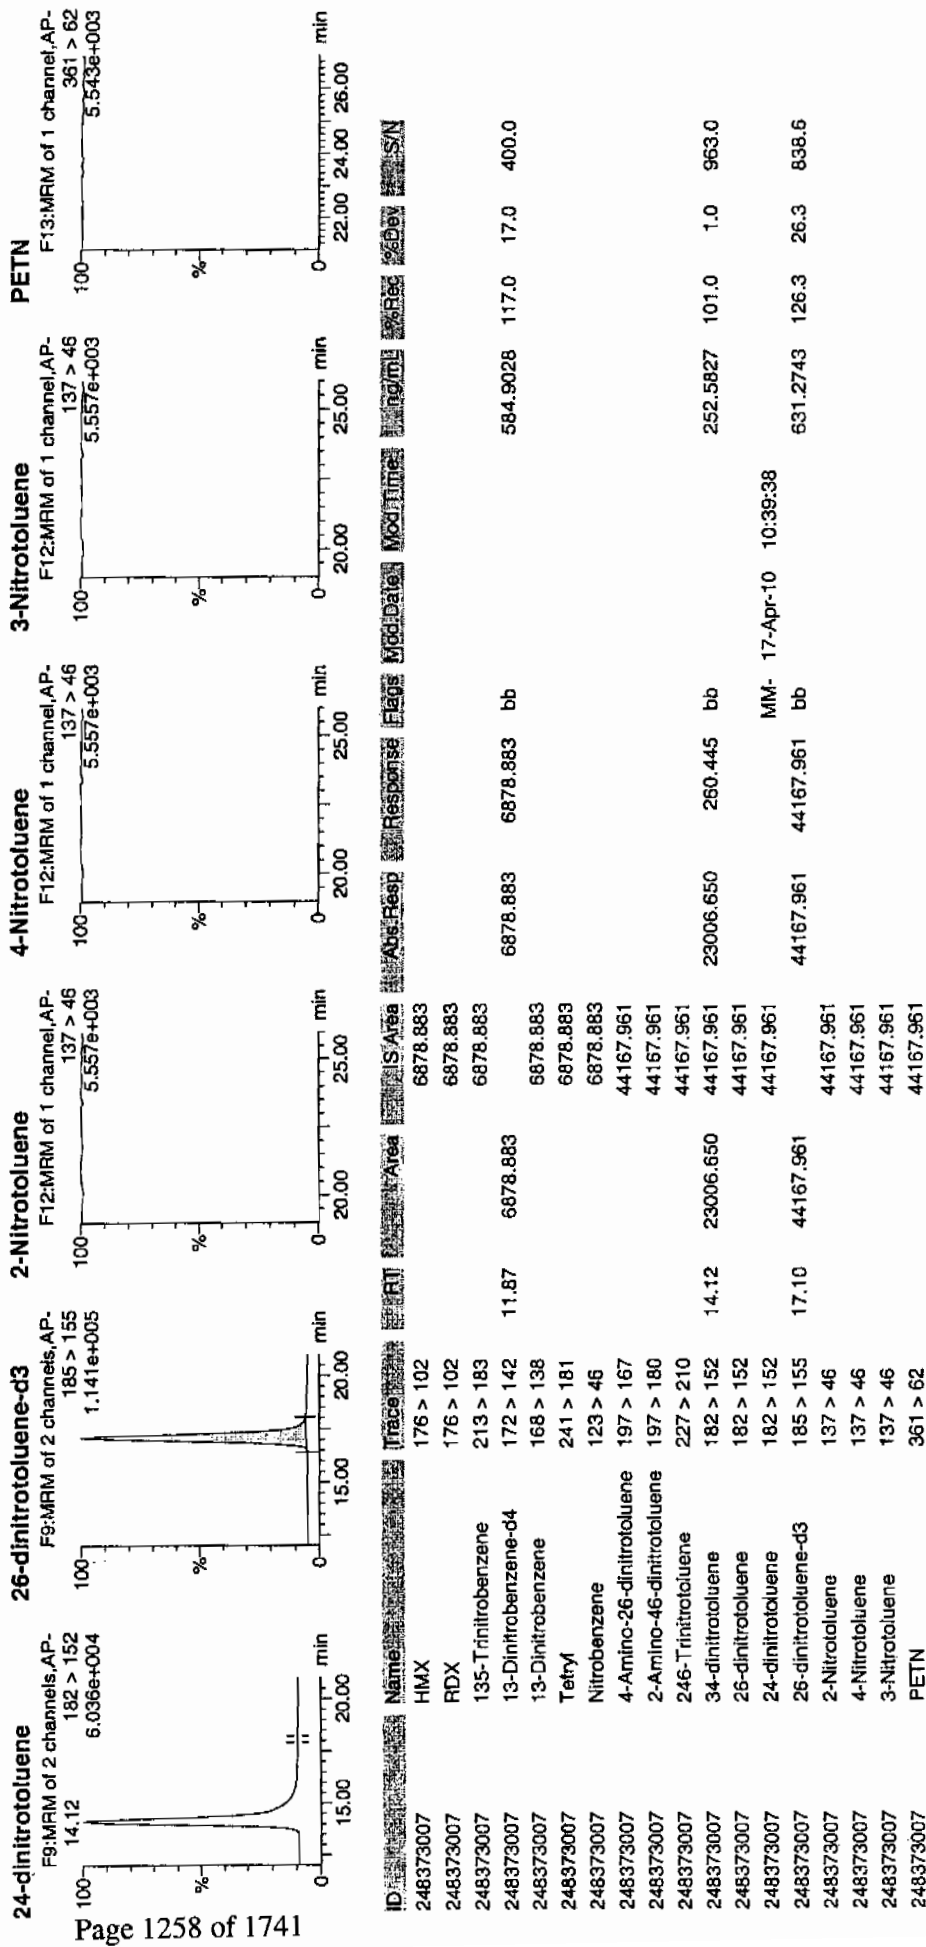 24-dinitrotoluene
F9:MRM of 2 channels,AP-
182 > 152
6.036e+004
14.12
100
%
0
15.00 20.00 min
26-dinitrotoluene-d3
F9:MRM of 2 channels,AP-
185 > 155
1.141e+005
100
%
0
15.00 20.00 min
2-Nitrotoluene
F12:MRM of 1 channel,AP-
137 > 46
5.557e+003
100
%
0
20.00 25.00 min
4-Nitrotoluene
F12:MRM of 1 channel,AP-
137 > 46
5.557e+003
100
%
0
20.00 25.00 min
3-Nitrotoluene
F12:MRM of 1 channel,AP-
137 > 46
5.557e+003
100
%
0
20.00 25.00 min
PETN
F13:MRM of 1 channel,AP-
361 > 62
5.543e+003
100
%
0
22.00 24.00 26.00 min
ID Name Trace RT Area IS Area Abs.Resp Response Flags Mod.Date Mod.Time ng/mL %Rec %Dev S/N
248373007 HMX 176 > 102 6878.883
248373007 RDX 176 > 102 6878.883
248373007 135-Trinitrobenzene 213 > 183 6878.883
248373007 13-Dinitrobenzene-d4 172 > 142 11.87 6878.883 6878.883 6878.883 bb 584.9028 117.0 17.0 400.0
248373007 13-Dinitrobenzene 168 > 138 6878.883
248373007 Tetryl 241 > 181 6878.883
248373007 Nitrobenzene 123 > 46 6878.883
248373007 4-Amino-26-dinitrotoluene 197 > 167 44167.961
248373007 2-Amino-46-dinitrotoluene 197 > 180 44167.961
248373007 246-Trinitrotoluene 227 > 210 44167.961
248373007 34-dinitrotoluene 182 > 152 14.12 23006.650 44167.961 23006.650 260.445 bb 252.5827 101.0 1.0 963.0
248373007 26-dinitrotoluene 182 > 152 44167.961
248373007 24-dinitrotoluene 182 > 152 44167.961 MM- 17-Apr-10 10:39:38
248373007 26-dinitrotoluene-d3 185 > 155 17.10 44167.961 44167.961 44167.961 bb 631.2743 126.3 26.3 838.6
248373007 2-Nitrotoluene 137 > 46 44167.961
248373007 4-Nitrotoluene 137 > 46 44167.961
248373007 3-Nitrotoluene 137 > 46 44167.961
248373007 PETN 361 > 62 44167.961
Page 1258 of 1741